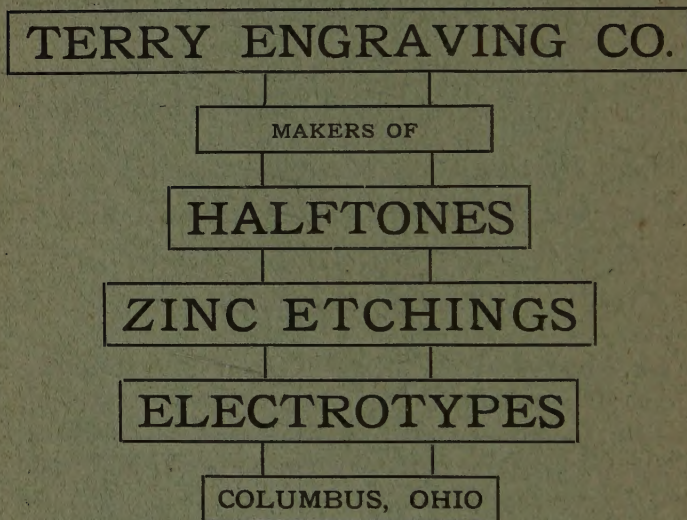 TERRY ENGRAVING CO.
MAKERS OF
HALFTONES
ZINC ETCHINGS
ELECTROTYPES
COLUMBUS, OHIO